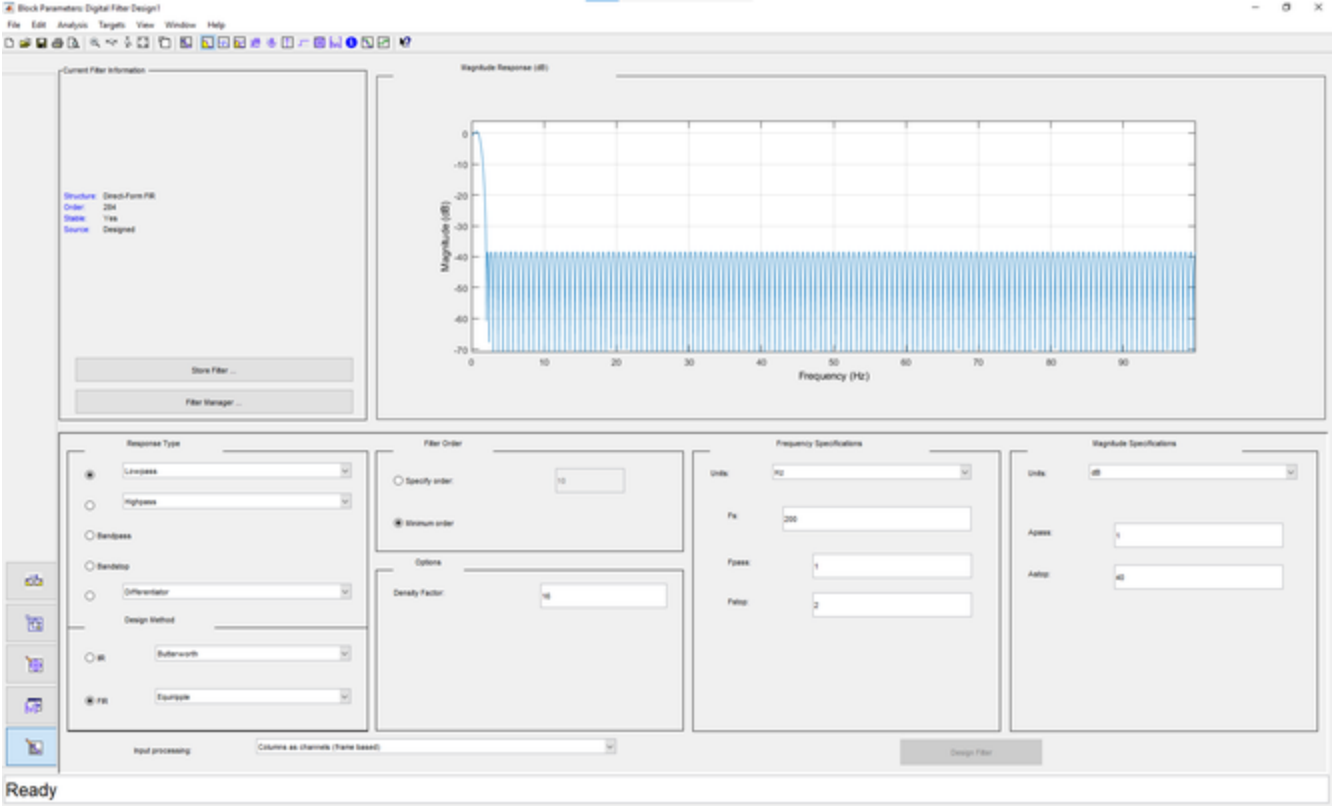 Block Parameters: Digital Filter Design1
File Edit Analysis Targets View Window Help
Current Filter Information
Structure: Direct-Form FIR
Order: 284
Stable: Yes
Source: Designed
Store Filter ...
Filter Manager ...
Magnitude Response (dB)
Magnitude (dB)
0
-10
-20
-30
-40
-50
-60
-70
0 10 20 30 40 50 60 70 80 90
Frequency (Hz)
Response Type
Lowpass
Highpass
Bandpass
Bandstop
Differentiator
Design Method
IIR Butterworth
FIR Equiripple
Filter Order
Specify order: 10
Minimum order
Options
Density Factor: 16
Frequency Specifications
Units: Hz
Fs: 200
Fpass: 1
Fstop: 2
Magnitude Specifications
Units: dB
Apass: 1
Astop: 40
Input processing: Columns as channels (frame based)
Design Filter
Ready